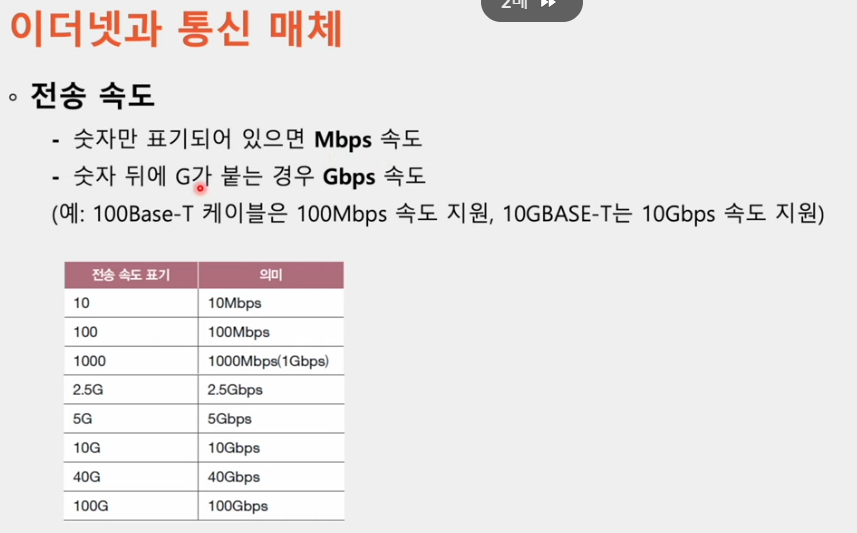 2배
이더넷과 통신 매체
◦ 전송 속도
- 숫자만 표기되어 있으면 Mbps 속도
- 숫자 뒤에 G가 붙는 경우 Gbps 속도
(예: 100Base-T 케이블은 100Mbps 속도 지원, 10GBASE-T는 10Gbps 속도 지원)
전송 속도 표기 의미
10 10Mbps
100 100Mbps
1000 1000Mbps(1Gbps)
2.5G 2.5Gbps
5G 5Gbps
10G 10Gbps
40G 40Gbps
100G 100Gbps